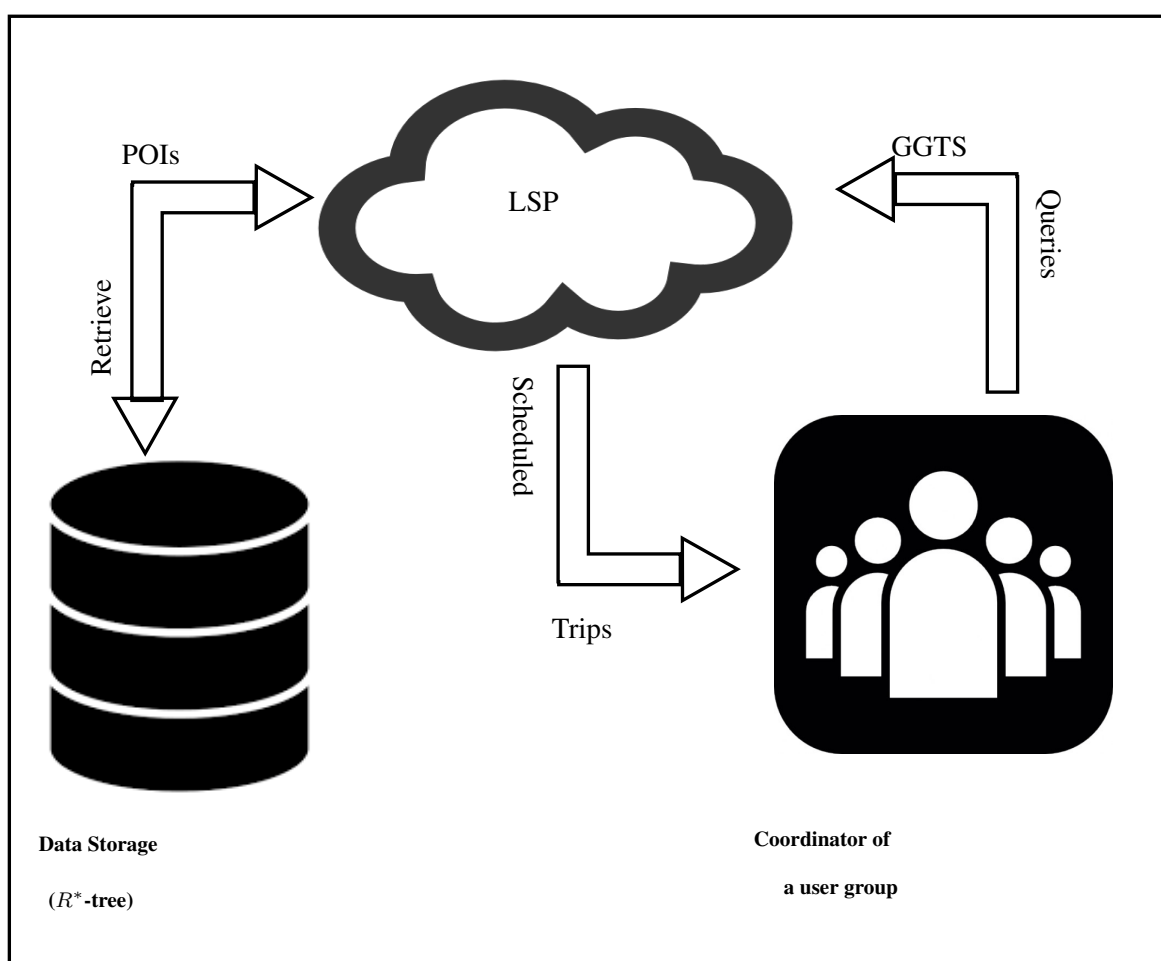 POIs
GGTS
LSP
Queries
Retrieve
Scheduled
Trips
Data Storage
(R*-tree)
Coordinator of
a user group